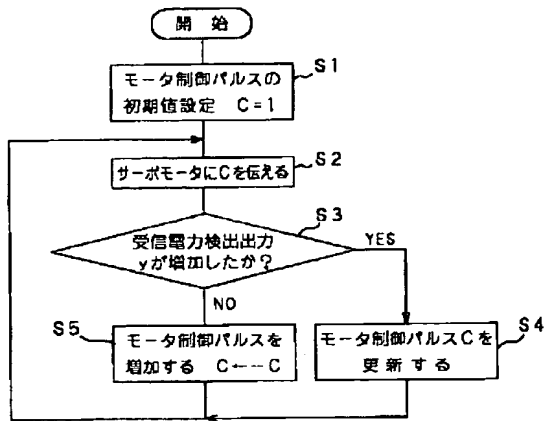 開始
S1
モータ制御パルスの
初期値設定 C=1
S2
サーボモータにCを伝える
S3
受信電力検出出力
yが増加したか?
YES
NO
S5
モータ制御パルスを
増加する C←--C
S4
モータ制御パルスCを
更新する